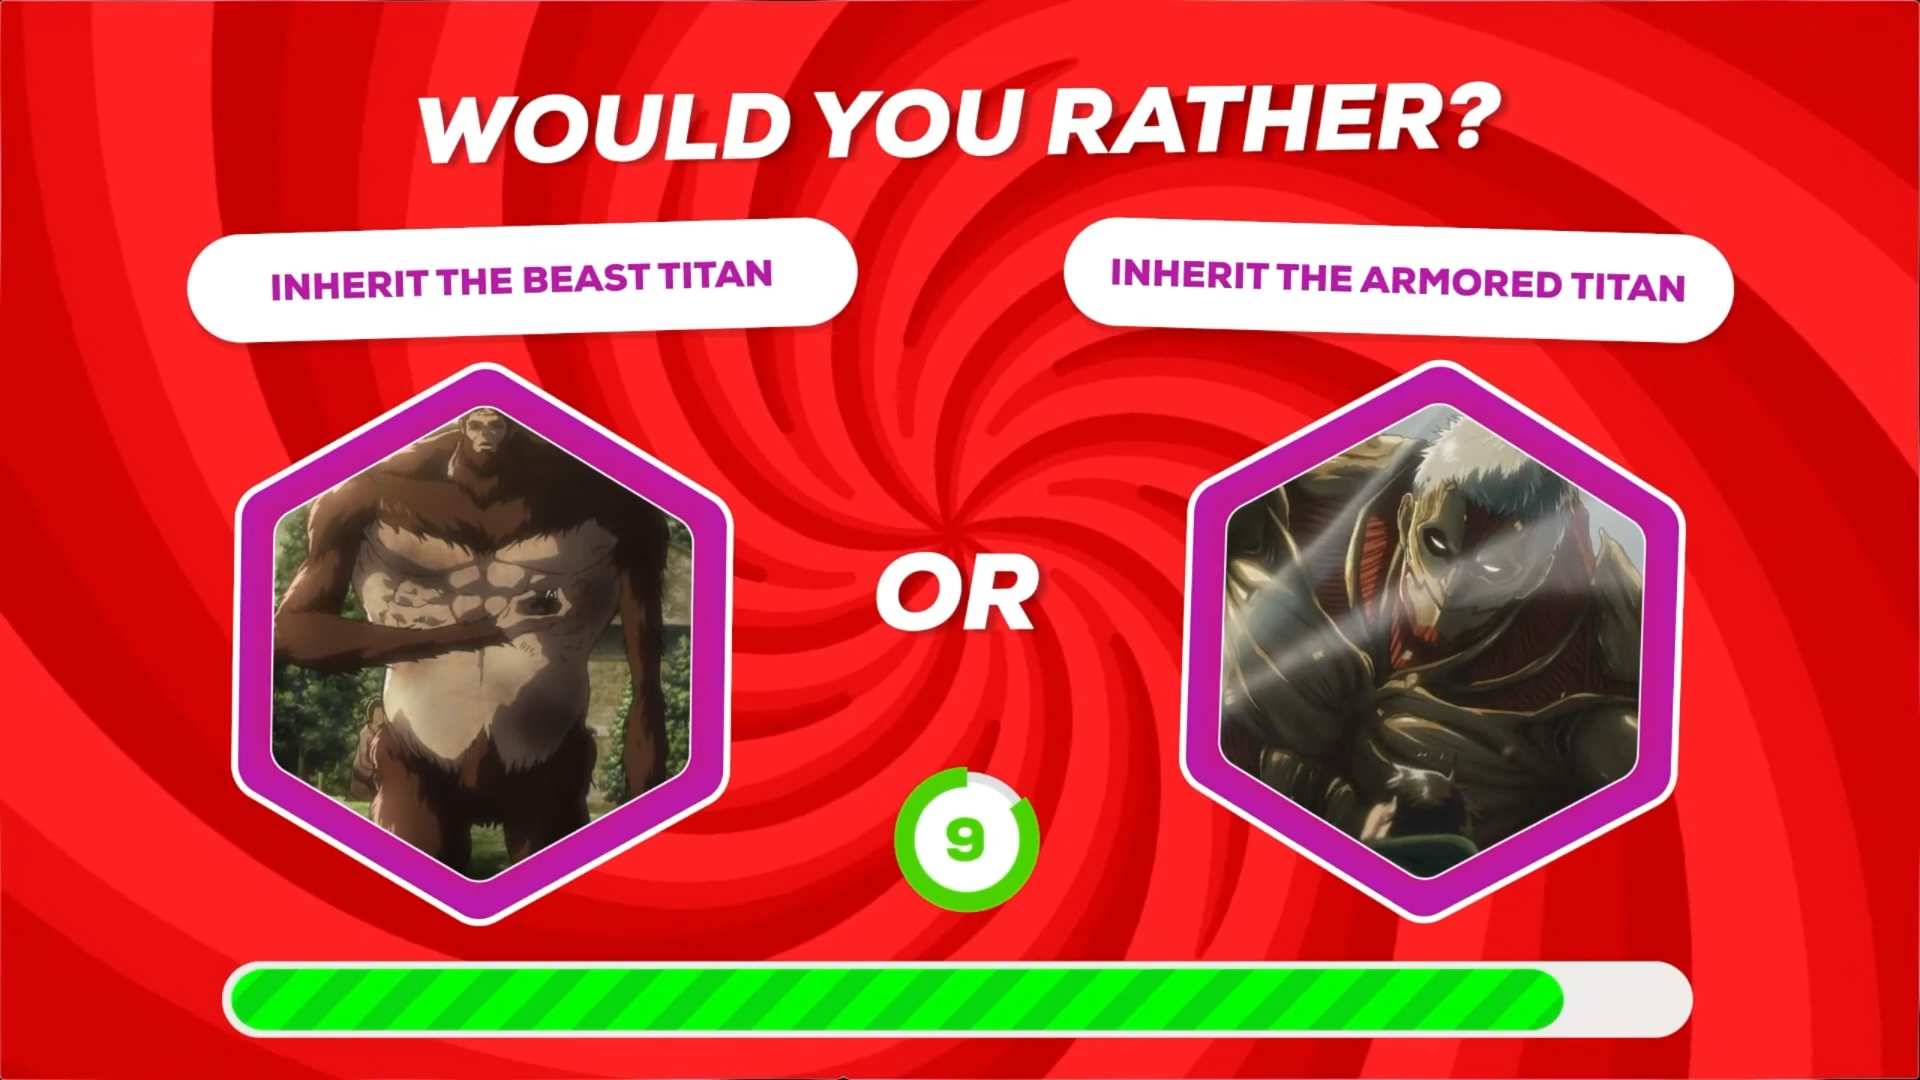 WOULD YOU RATHER?
INHERIT THE BEAST TITAN
INHERIT THE ARMORED TITAN
OR
9